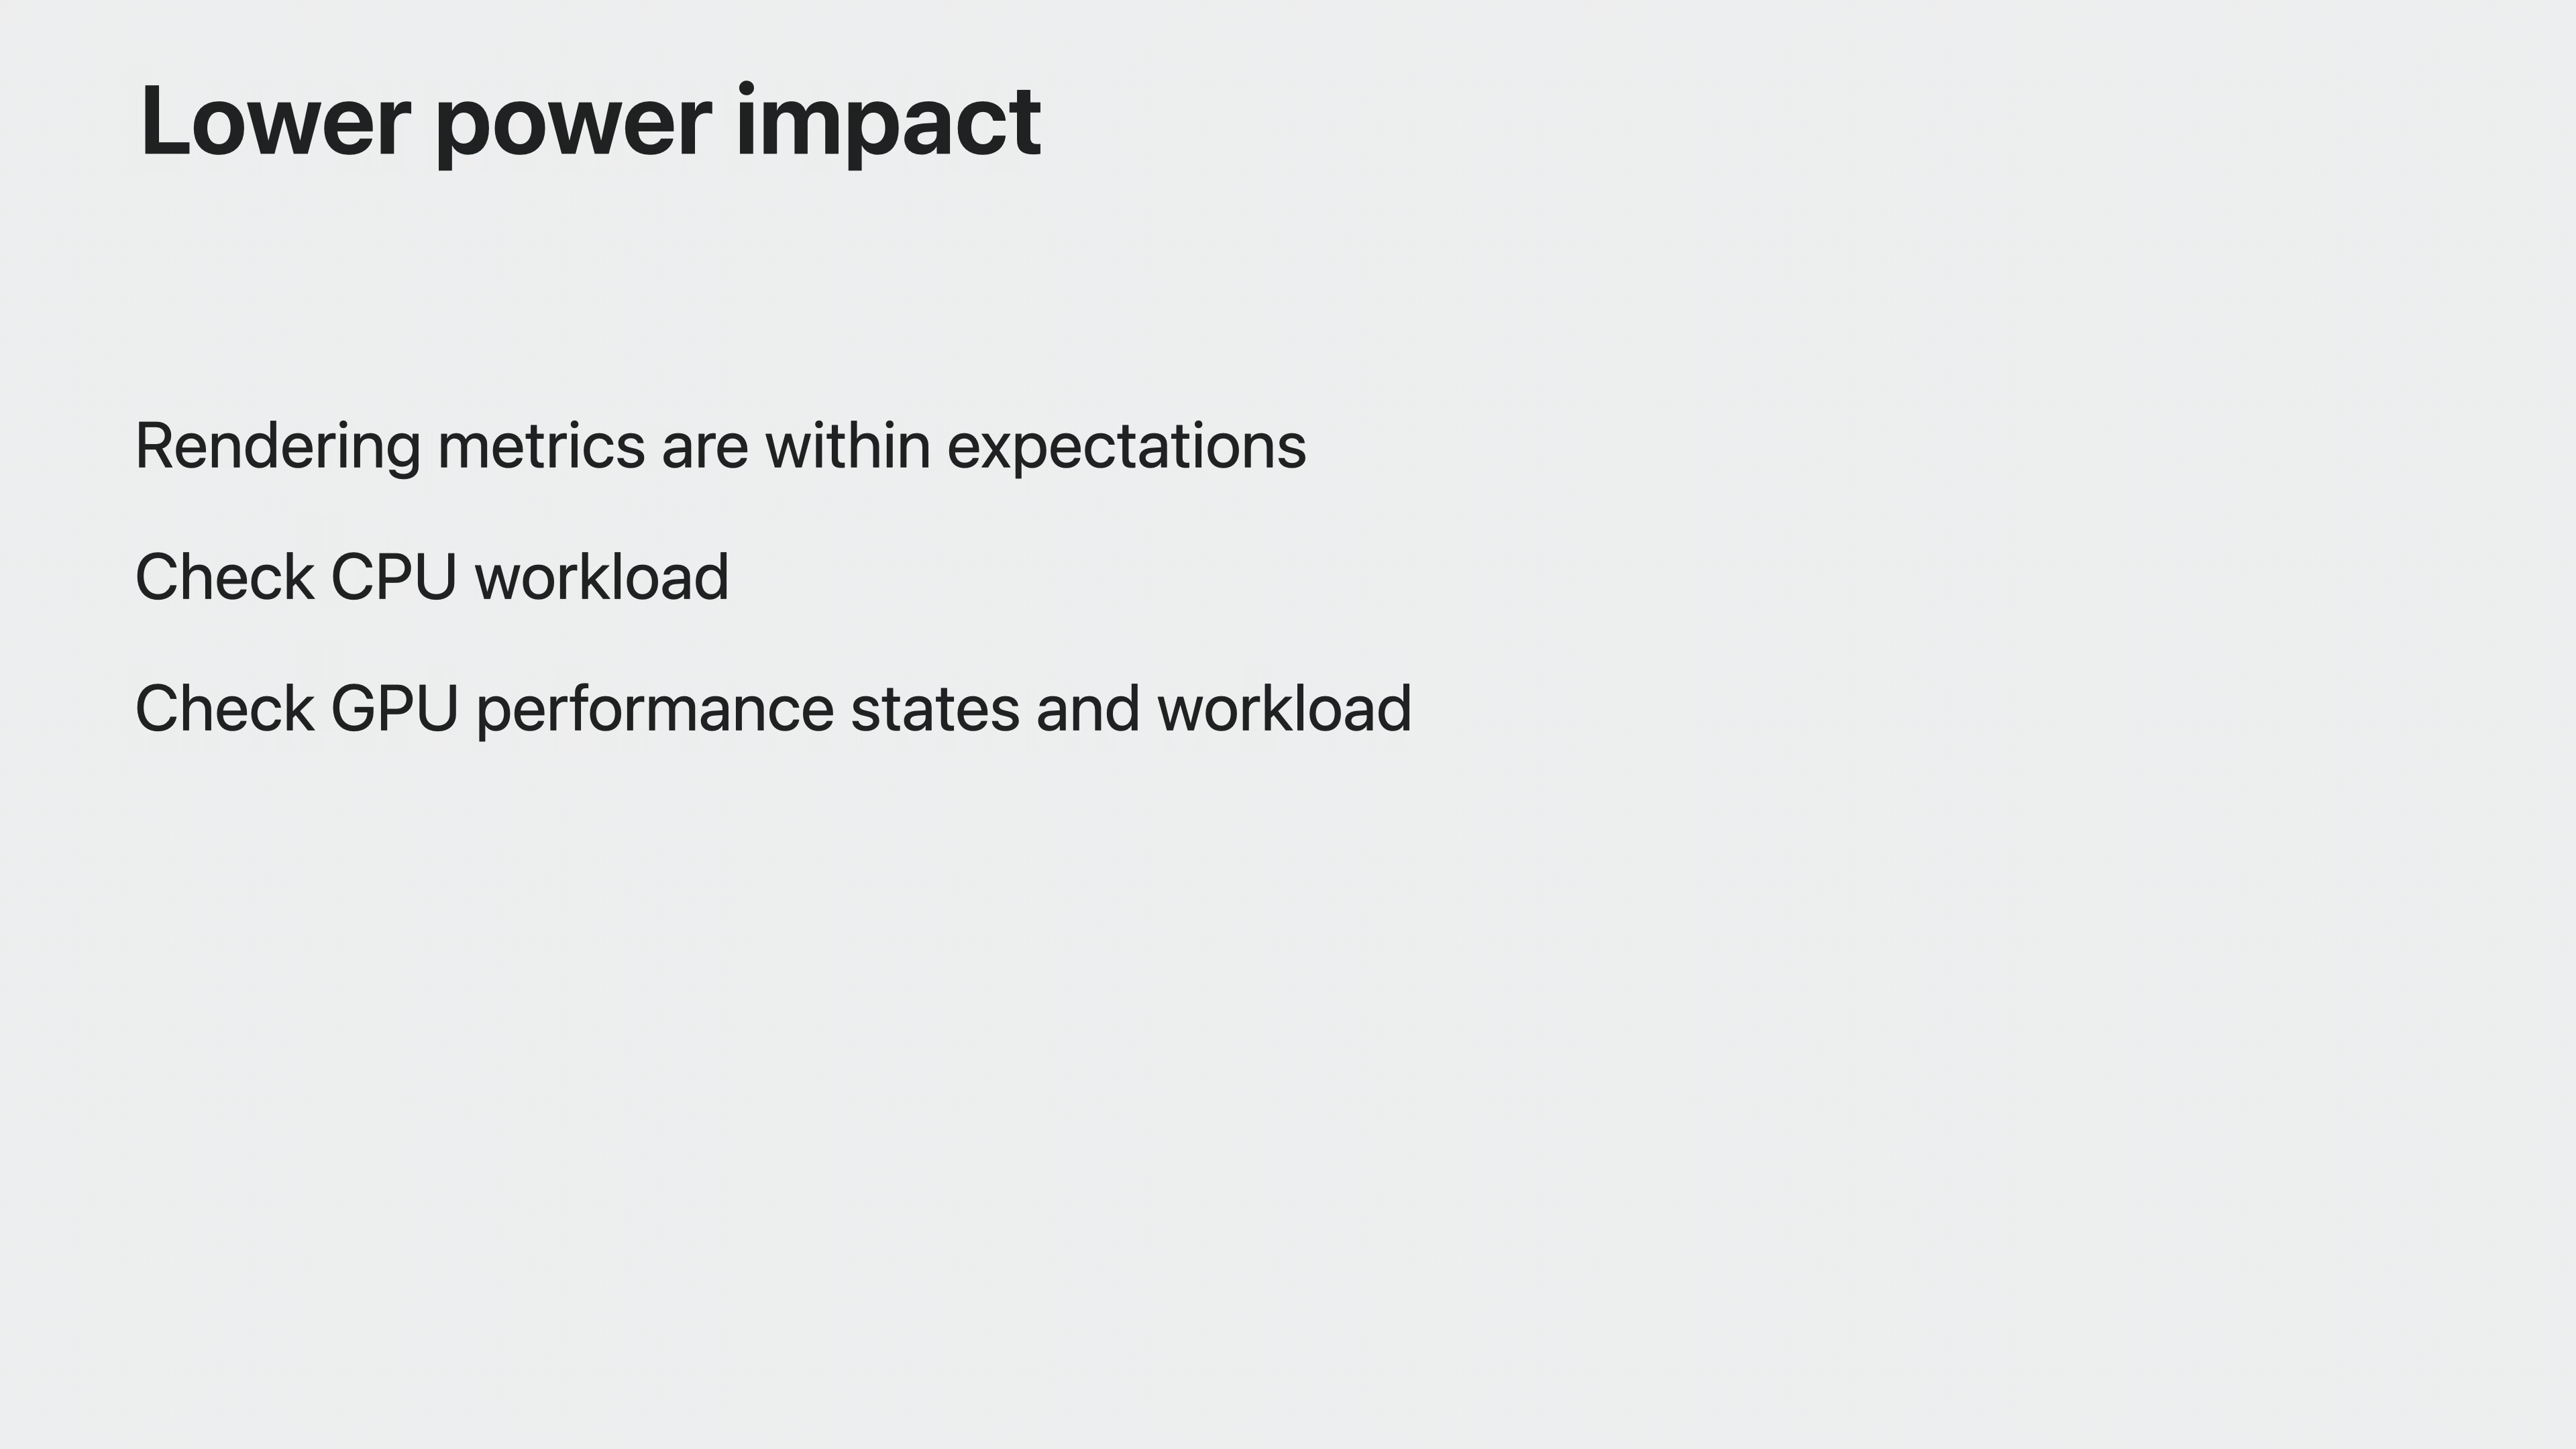 Lower power impact
Rendering metrics are within expectations
Check CPU workload
Check GPU performance states and workload